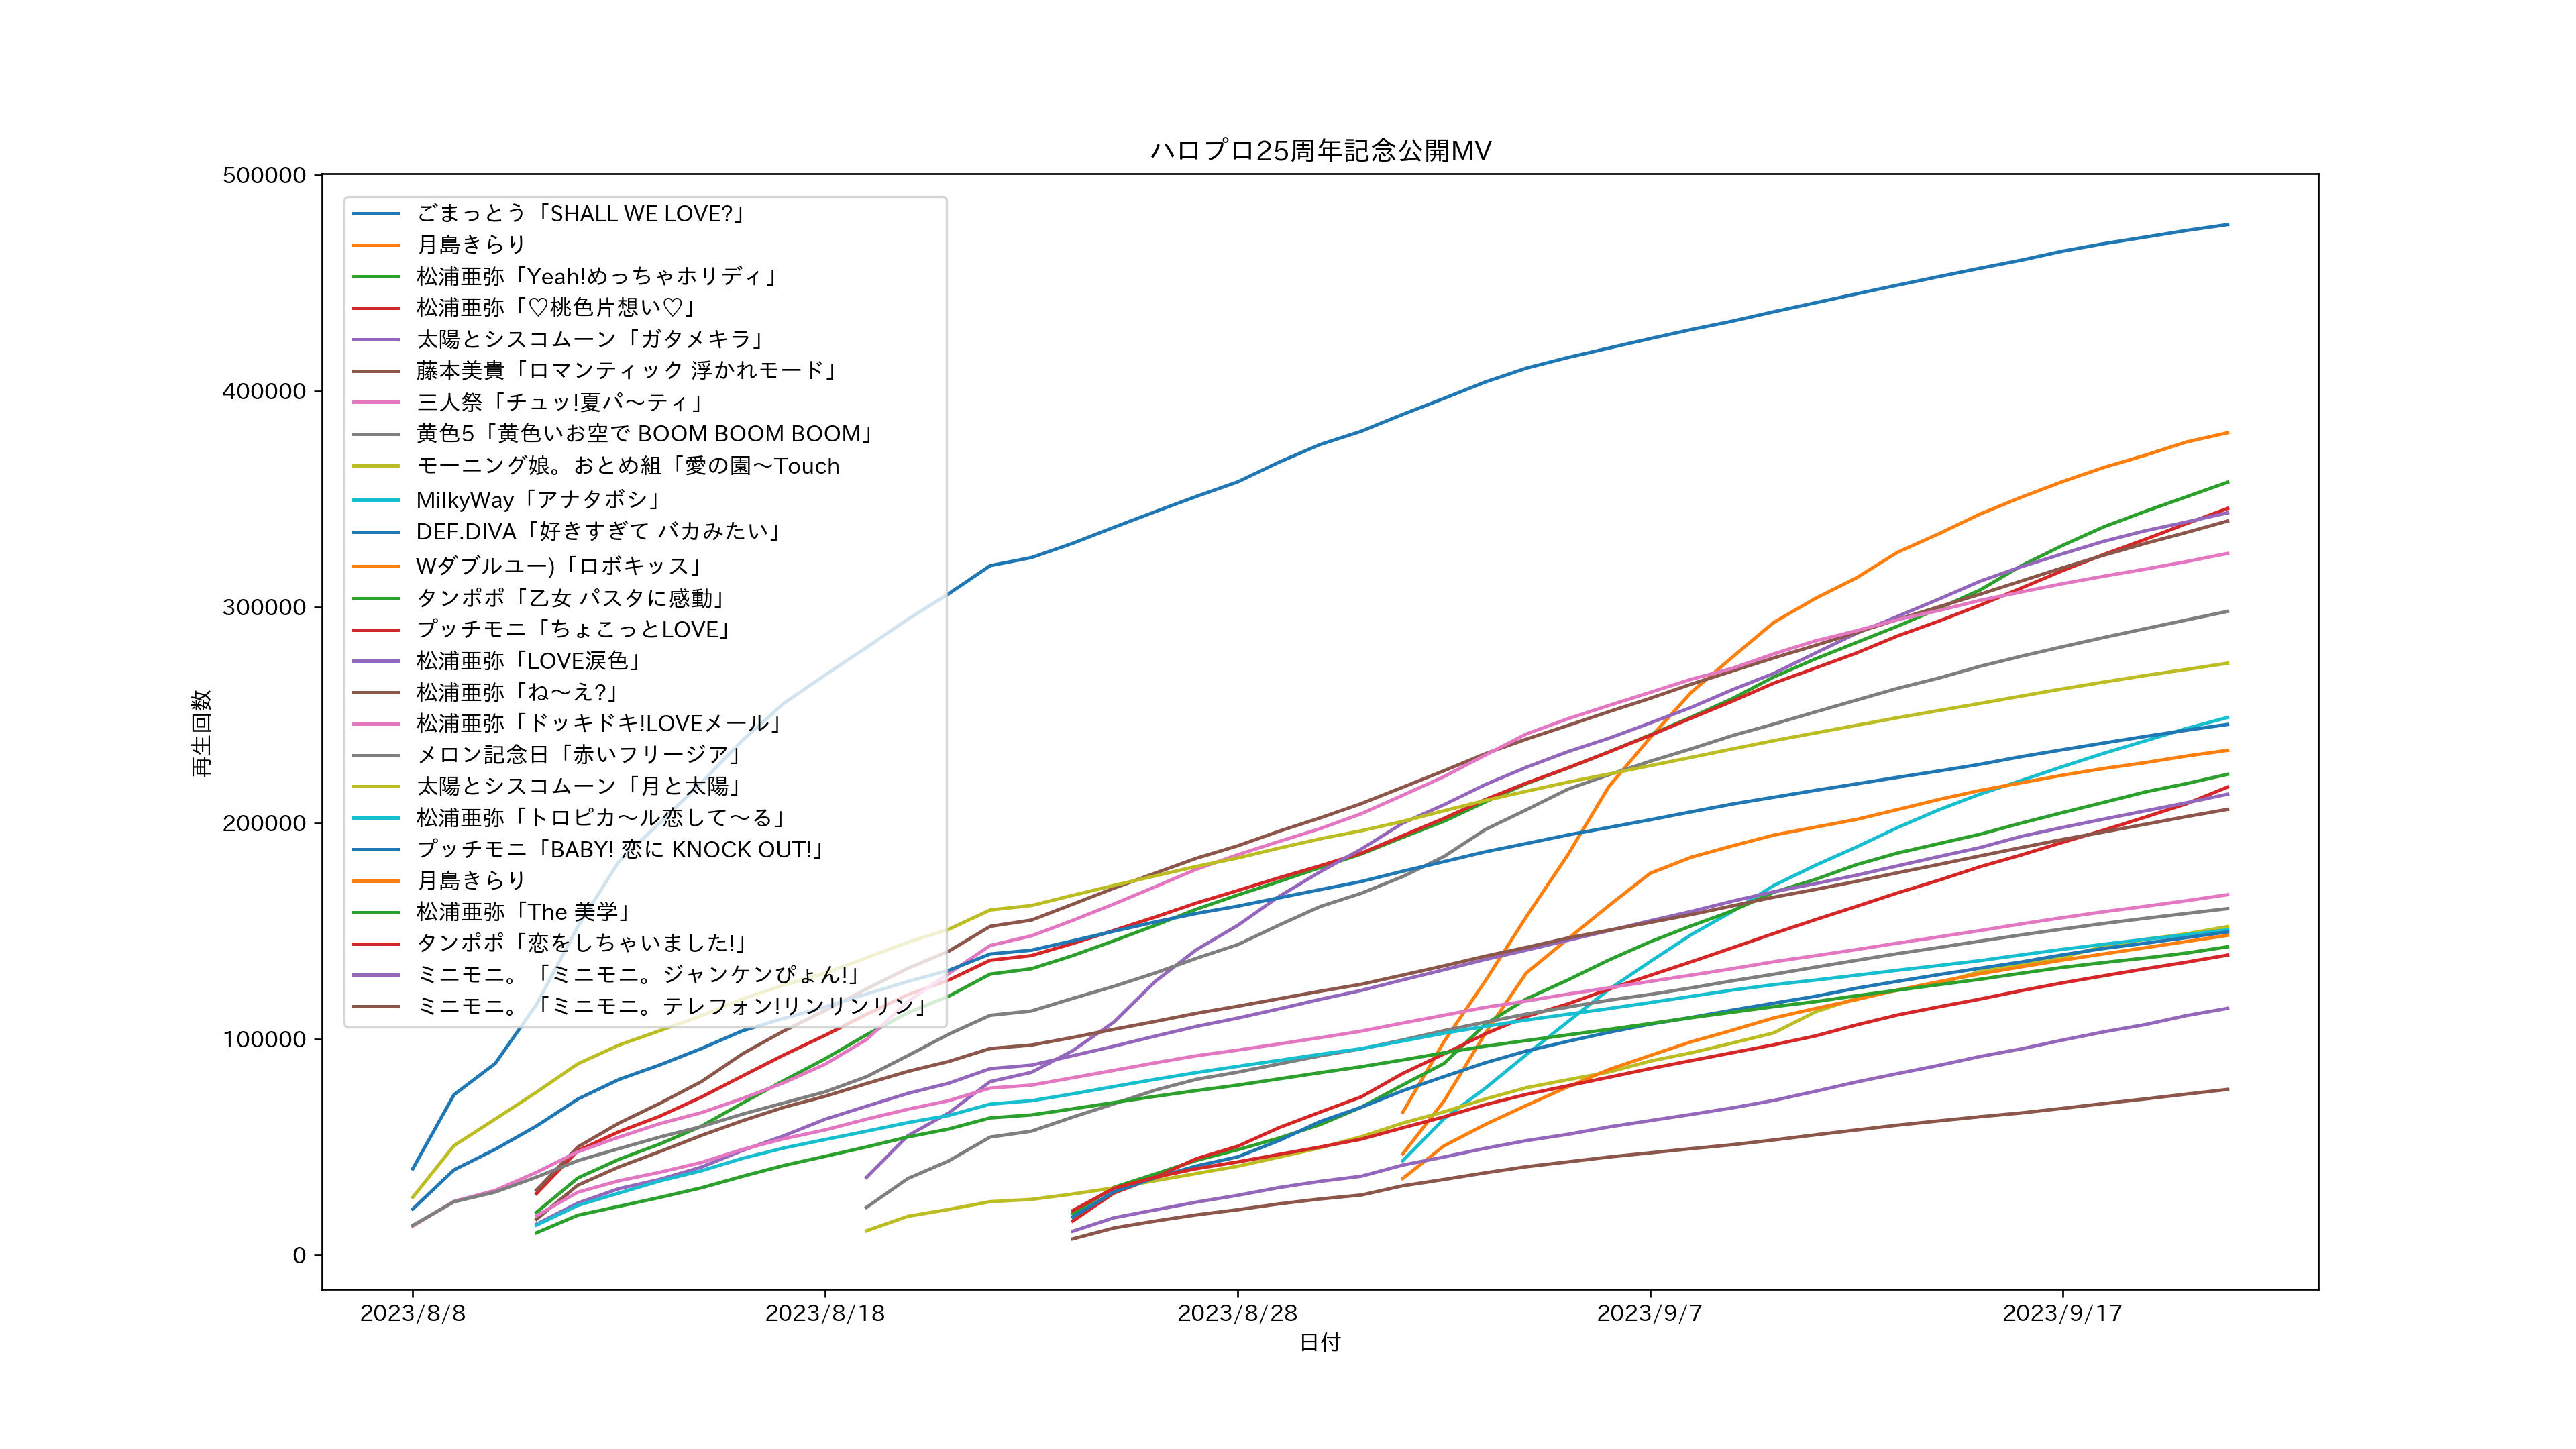 ハロプロ25周年記念公開MV
500000
400000
300000
200000
100000
0
再生回数
ごまっとう「SHALL WE LOVE?」
月島きらり
松浦亜弥「Yeah!めっちゃホリディ」
松浦亜弥「♡桃色片想い♡」
太陽とシスコムーン「ガタメキラ」
藤本美貴「ロマンティック 浮かれモード」
三人祭「チュッ!夏パ〜ティ」
黄色5「黄色いお空で BOOM BOOM BOOM」
モーニング娘。おとめ組「愛の園〜Touch
MilkyWay「アナタボシ」
DEF.DIVA「好きすぎて バカみたい」
Wダブルユー)「ロボキッス」
タンポポ「乙女 パスタに感動」
プッチモニ「ちょこっとLOVE」
松浦亜弥「LOVE涙色」
松浦亜弥「ね〜え?」
松浦亜弥「ドッキドキ!LOVEメール」
メロン記念日「赤いフリージア」
太陽とシスコムーン「月と太陽」
松浦亜弥「トロピカ〜ル恋して〜る」
プッチモニ「BABY! 恋に KNOCK OUT!」
月島きらり
松浦亜弥「The 美学」
タンポポ「恋をしちゃいました!」
ミニモニ。「ミニモニ。ジャンケンぴょん!」
ミニモニ。「ミニモニ。テレフォン!リンリンリン」
2023/8/8
2023/8/18
2023/8/28
2023/9/7
2023/9/17
日付